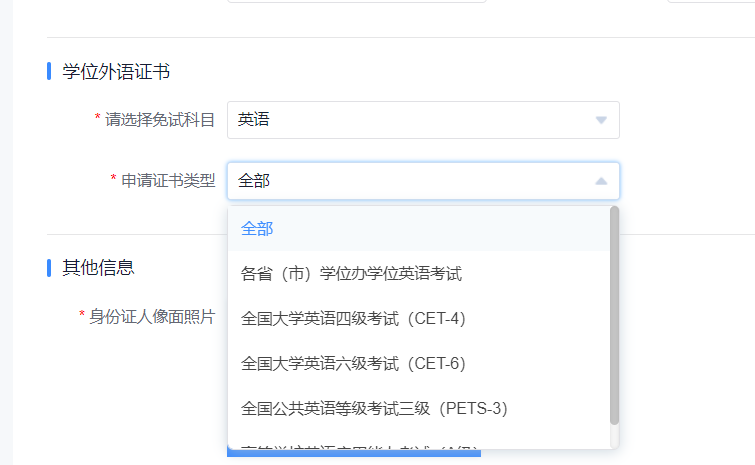 学位外语证书
* 请选择免试科目
英语
* 申请证书类型
全部
全部
其他信息
各省（市）学位办学位英语考试
* 身份证人像面照片
全国大学英语四级考试（CET-4）
全国大学英语六级考试（CET-6）
全国公共英语等级考试三级（PETS-3）